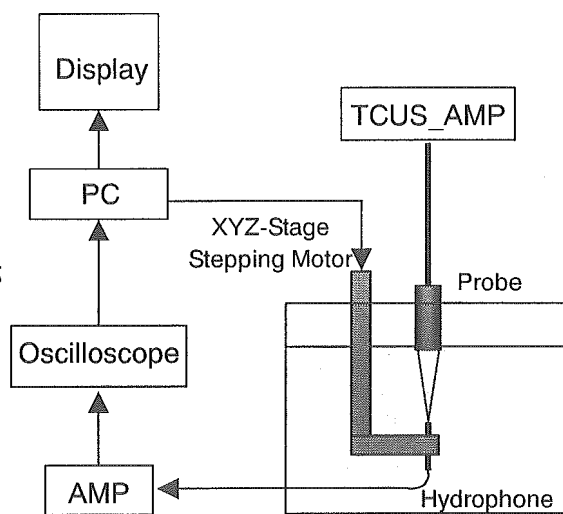 Display
TCUS_AMP
PC
XYZ-Stage
Stepping Motor
Probe
Oscilloscope
AMP
Hydrophone